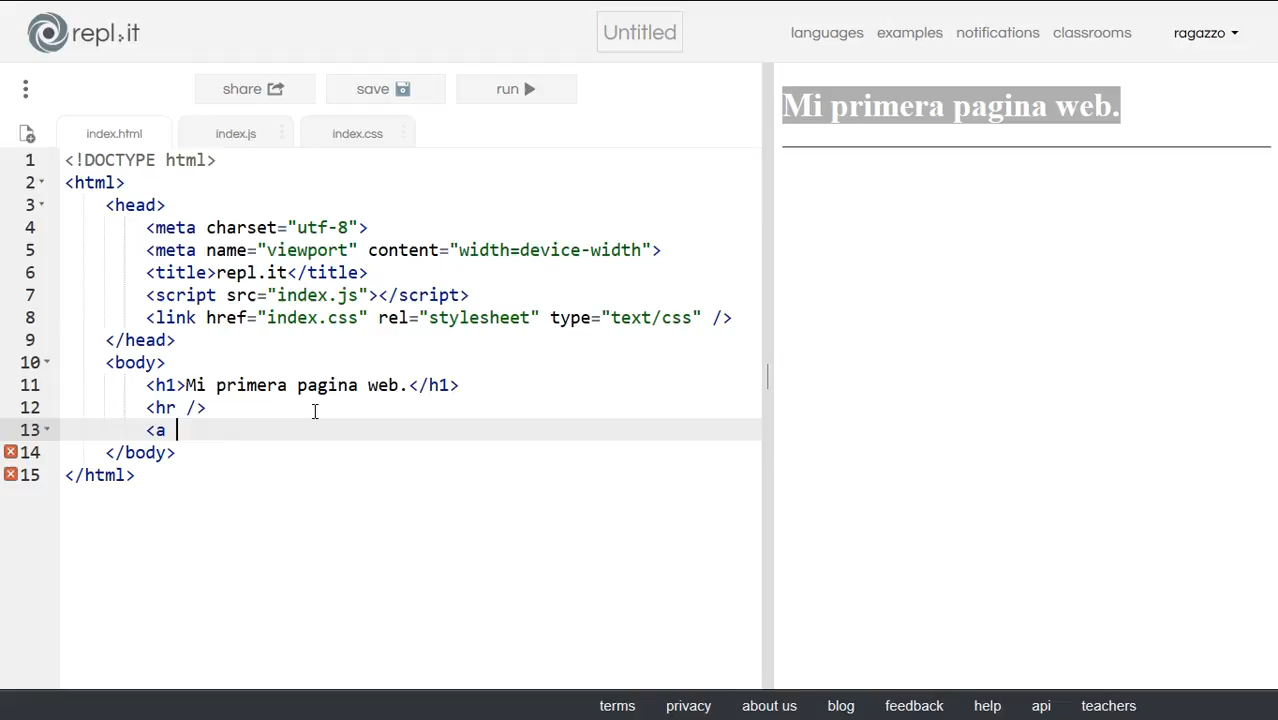 repl.it
Untitled
languages examples notifications classrooms ragazzo
share save run
index.html index.js index.css
1 <!DOCTYPE html>
2 <html>
3 <head>
4 <meta charset="utf-8">
5 <meta name="viewport" content="width=device-width">
6 <title>repl.it</title>
7 <script src="index.js"></script>
8 <link href="index.css" rel="stylesheet" type="text/css" />
9 </head>
10 <body>
11 <h1>Mi primera pagina web.</h1>
12 <hr />
13 <a
14 </body>
15 </html>
Mi primera pagina web.
terms privacy about us blog feedback help api teachers